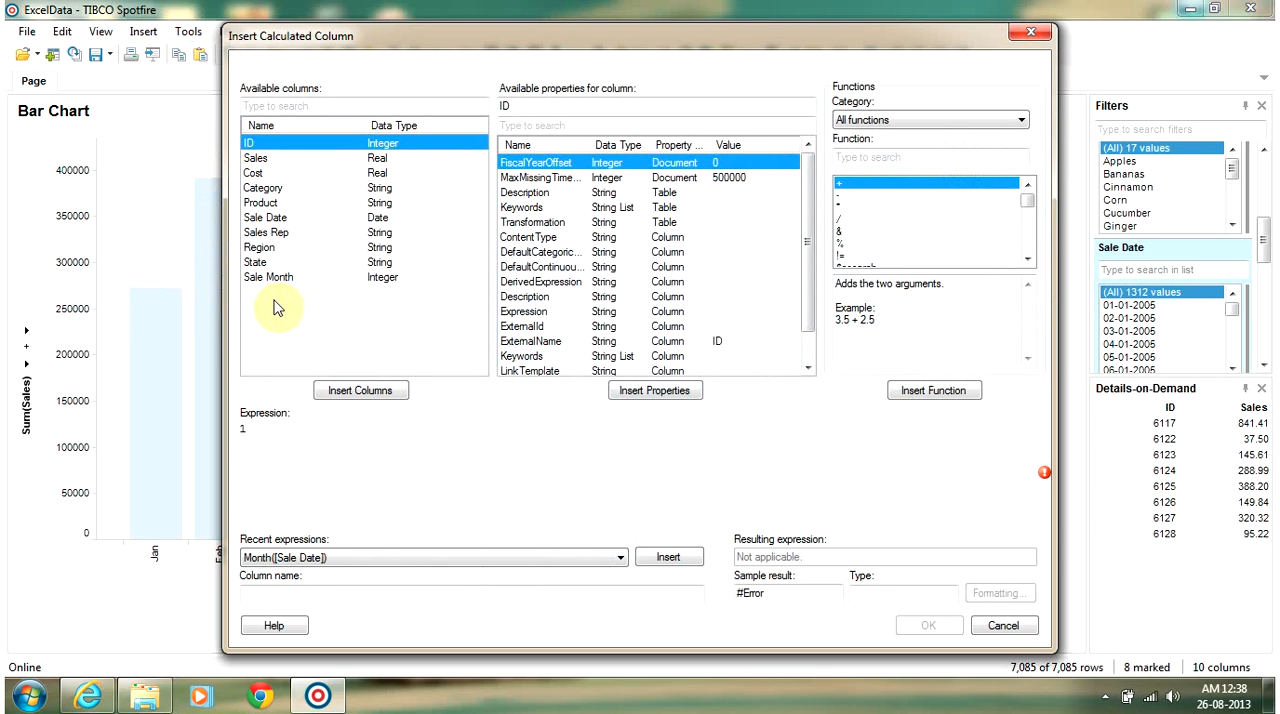 ExcelData - TIBCO Spotfire
File Edit View Insert Tools
Page
Bar Chart
400000
350000
300000
250000
200000
150000
100000
50000
0
Sum(Sales)
Jan
Feb
Insert Calculated Column
Available columns:
Type to search
Name Data Type
ID Integer
Sales Real
Cost Real
Category String
Product String
Sale Date Date
Sales Rep String
Region String
State String
Sale Month Integer
Insert Columns
Available properties for column:
ID
Type to search
Name Data Type Property ... Value
FiscalYearOffset Integer Document 0
MaxMissingTime... Integer Document 500000
Description String Table
Keywords String List Table
Transformation String Table
ContentType String Column
DefaultCategoric... String Column
DefaultContinuou... String Column
DerivedExpression String Column
Description String Column
Expression String Column
ExternalId String Column
ExternalName String Column ID
Keywords String List Column
LinkTemplate String Column
Insert Properties
Functions
Category:
All functions
Function:
Type to search
+
-
*
/
&
%
!=
Adds the two arguments.
Example:
3.5 + 2.5
Insert Function
Expression:
1
Recent expressions:
Month([Sale Date])
Insert
Column name:
Resulting expression:
Not applicable.
Sample result: Type:
#Error
Formatting...
Help
OK
Cancel
Filters
Type to search filters
(All) 17 values
Apples
Bananas
Cinnamon
Corn
Cucumber
Ginger
Sale Date
Type to search in list
(All) 1312 values
01-01-2005
02-01-2005
03-01-2005
04-01-2005
05-01-2005
06-01-2005
Details-on-Demand
ID Sales
6117 841.41
6122 37.50
6123 145.61
6124 288.99
6125 388.20
6126 149.84
6127 320.32
6128 95.22
Online
7,085 of 7,085 rows 8 marked 10 columns
AM 12:38
26-08-2013